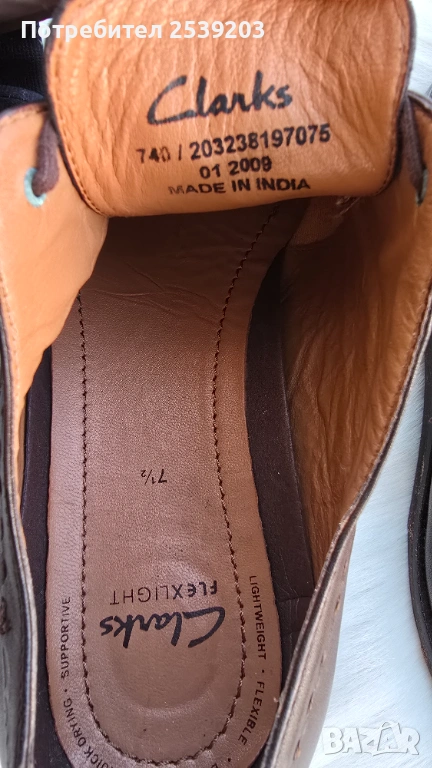 Потребител 2539203
Clarks
740 / 203238197075
01 2009
MADE IN INDIA
7½
Clarks
FLEXLIGHT
QUICK DRYING · SUPPORTIVE
LIGHTWEIGHT · FLEXIBLE ·
BAZAR